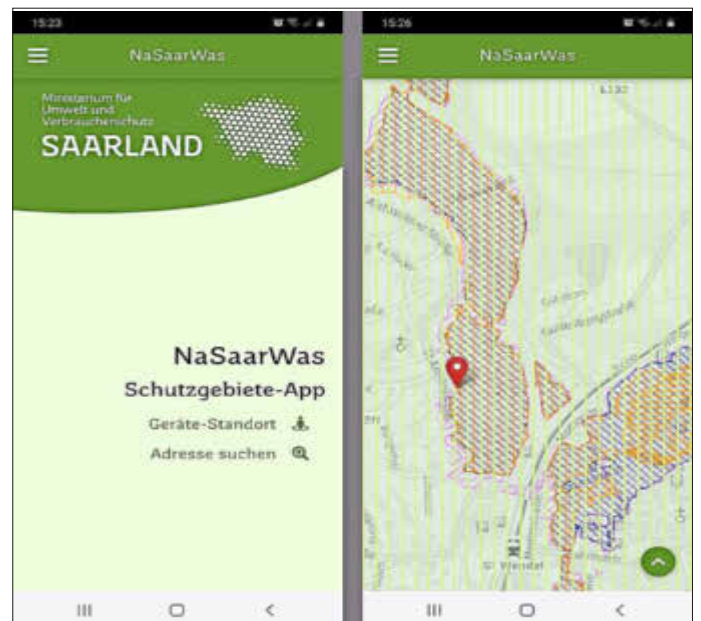 15:23
NaSaarWas
Ministerium für
Umwelt und
Verbraucherschutz
SAARLAND
NaSaarWas
Schutzgebiete-App
Geräte-Standort
Adresse suchen
15:26
NaSaarWas
St Wendel